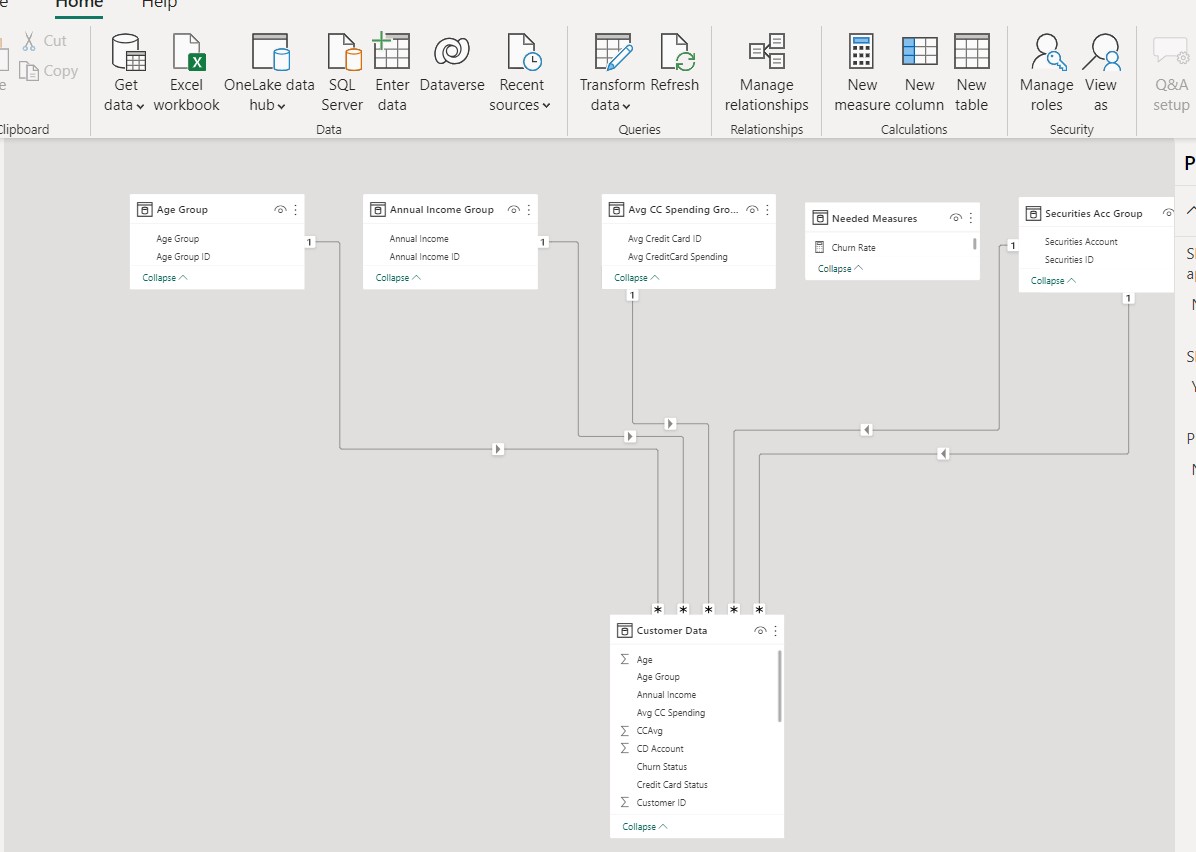 Home
Help
Cut
Copy
Get data
Excel workbook
OneLake data hub
SQL Server
Enter data
Dataverse
Recent sources
Transform data
Refresh
Manage relationships
New measure
New column
New table
Manage roles
View as
Q&A setup
Clipboard
Data
Queries
Relationships
Calculations
Security
Age Group
Age Group
Age Group ID
Collapse
1
Annual Income Group
Annual Income
Annual Income ID
Collapse
1
Avg CC Spending Gro...
Avg Credit Card ID
Avg CreditCard Spending
Collapse
1
Needed Measures
Churn Rate
Collapse
Securities Acc Group
Securities Account
Securities ID
Collapse
1
1
* * * * *
Customer Data
Age
Age Group
Annual Income
Avg CC Spending
CCAvg
CD Account
Churn Status
Credit Card Status
Customer ID
Collapse